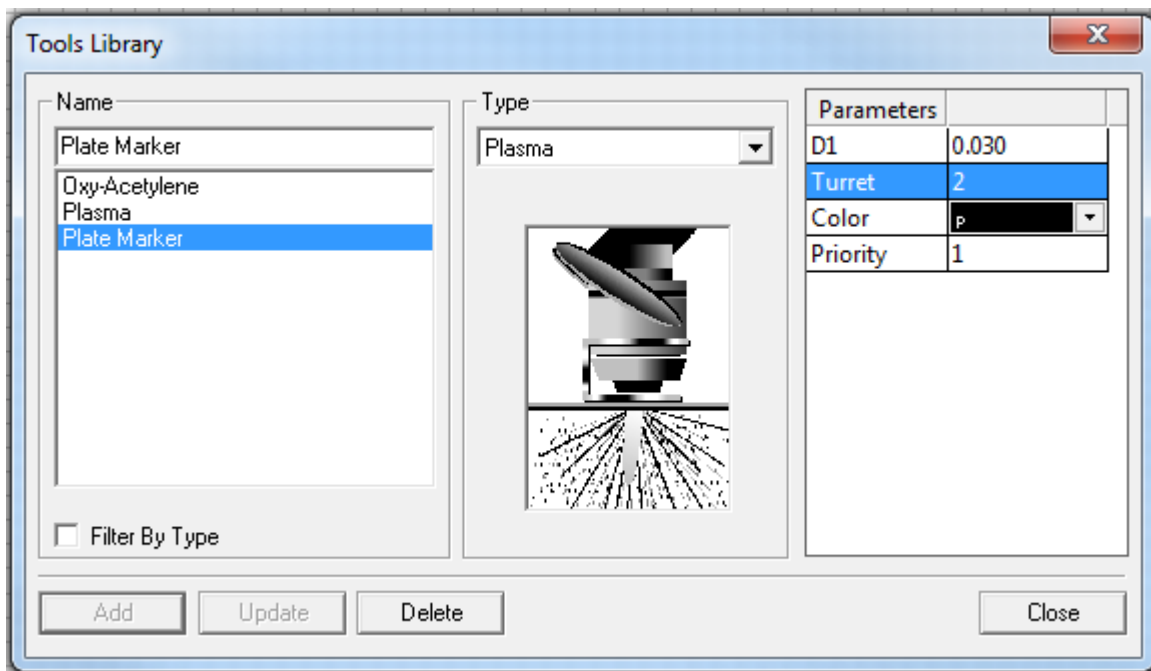 Tools Library
Name
Plate Marker
Oxy-Acetylene
Plasma
Plate Marker
Filter By Type
Type
Plasma
Parameters
D1 0.030
Turret 2
Color P
Priority 1
Add Update Delete Close